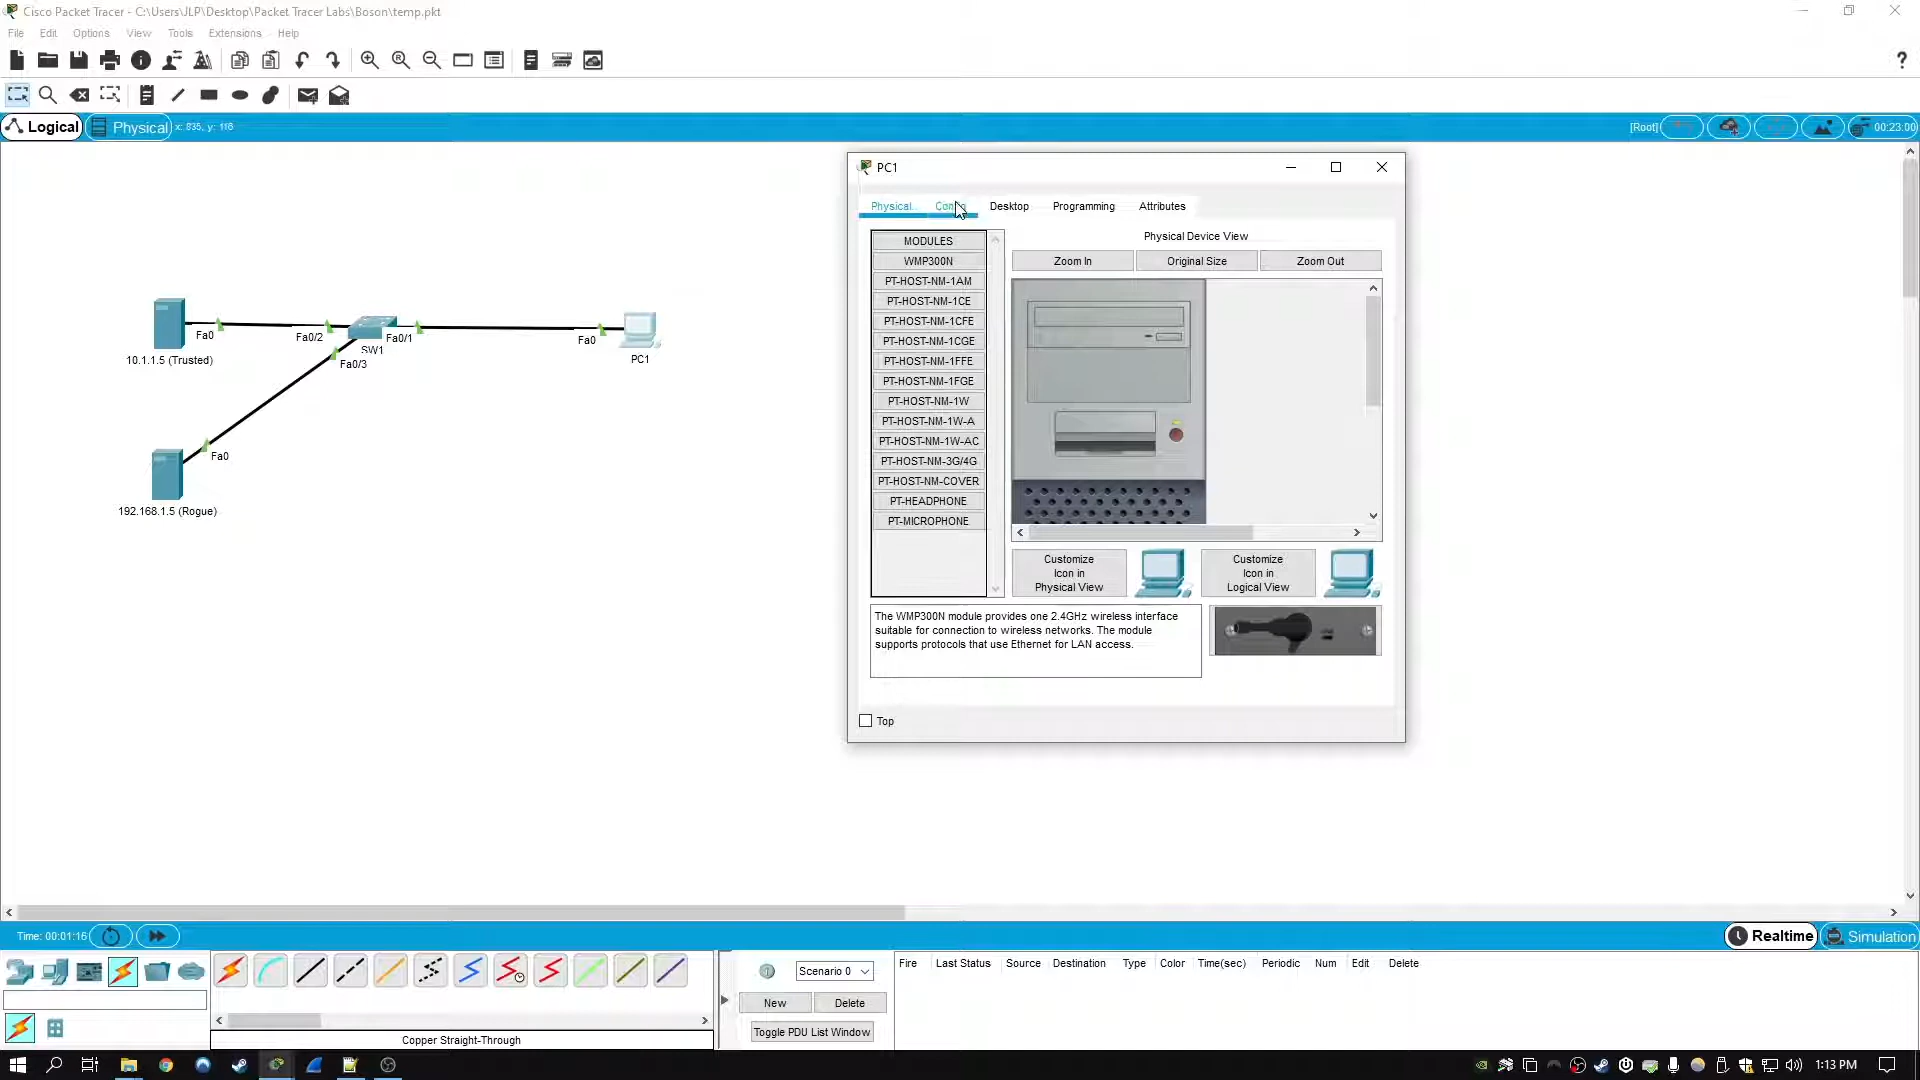 Cisco Packet Tracer - C:\Users\JLP\Desktop\Packet Tracer Labs\Boson\temp.pkt
File Edit Options View Tools Extensions Help
Logical Physical x: 835, y: 116 [Root] 00:23:00
PC1
Physical Config Desktop Programming Attributes
MODULES
WMP300N
PT-HOST-NM-1AM
PT-HOST-NM-1CE
PT-HOST-NM-1CFE
PT-HOST-NM-1CGE
PT-HOST-NM-1FFE
PT-HOST-NM-1FGE
PT-HOST-NM-1W
PT-HOST-NM-1W-A
PT-HOST-NM-1W-AC
PT-HOST-NM-3G/4G
PT-HOST-NM-COVER
PT-HEADPHONE
PT-MICROPHONE
Physical Device View
Zoom In Original Size Zoom Out
Customize
Icon in
Physical View
Customize
Icon in
Logical View
The WMP300N module provides one 2.4GHz wireless interface
suitable for connection to wireless networks. The module
supports protocols that use Ethernet for LAN access.
Top
Fa0 Fa0/2 Fa0/1 Fa0
SW1
10.1.1.5 (Trusted) PC1
Fa0/3
Fa0
192.168.1.5 (Rogue)
Time: 00:01:16 Realtime Simulation
Scenario 0
New Delete
Toggle PDU List Window
Fire Last Status Source Destination Type Color Time(sec) Periodic Num Edit Delete
Copper Straight-Through
1:13 PM